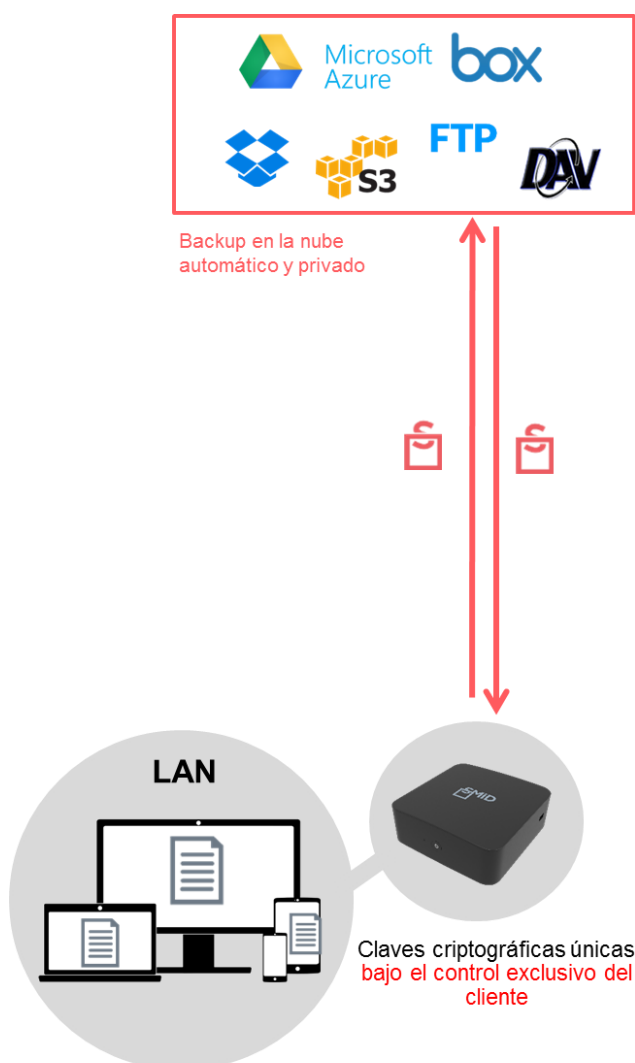 Microsoft
Azure
box
S3
FTP
DAV
Backup en la nube
automático y privado
LAN
SMiD
Claves criptográficas únicas
bajo el control exclusivo del
cliente